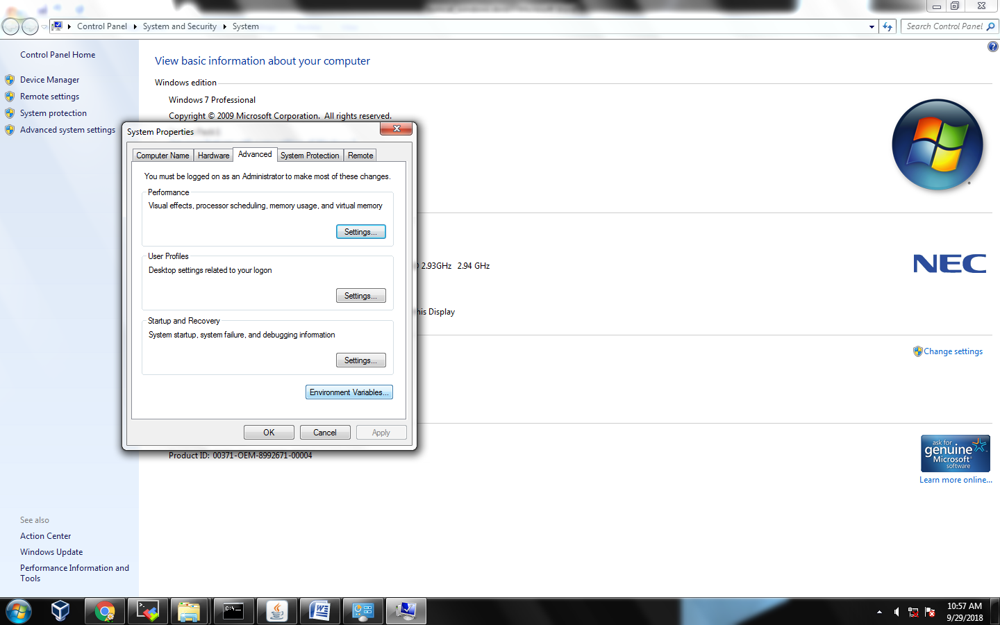 Control Panel
System and Security
System
Search Control Panel
Control Panel Home
Device Manager
Remote settings
System protection
Advanced system settings
View basic information about your computer
Windows edition
Windows 7 Professional
Copyright © 2009 Microsoft Corporation.  All rights reserved.
System Properties
Computer Name
Hardware
Advanced
System Protection
Remote
You must be logged on as an Administrator to make most of these changes.
Performance
Visual effects, processor scheduling, memory usage, and virtual memory
Settings...
User Profiles
Desktop settings related to your logon
Settings...
Startup and Recovery
System startup, system failure, and debugging information
Settings...
Environment Variables...
OK
Cancel
Apply
2.93GHz   2.94 GHz
Display
NEC
Change settings
Product ID: 00371-OEM-8992671-00004
ask for
genuine
Microsoft
software
Learn more online...
See also
Action Center
Windows Update
Performance Information and
Tools
C:\.
10:57 AM
9/29/2018